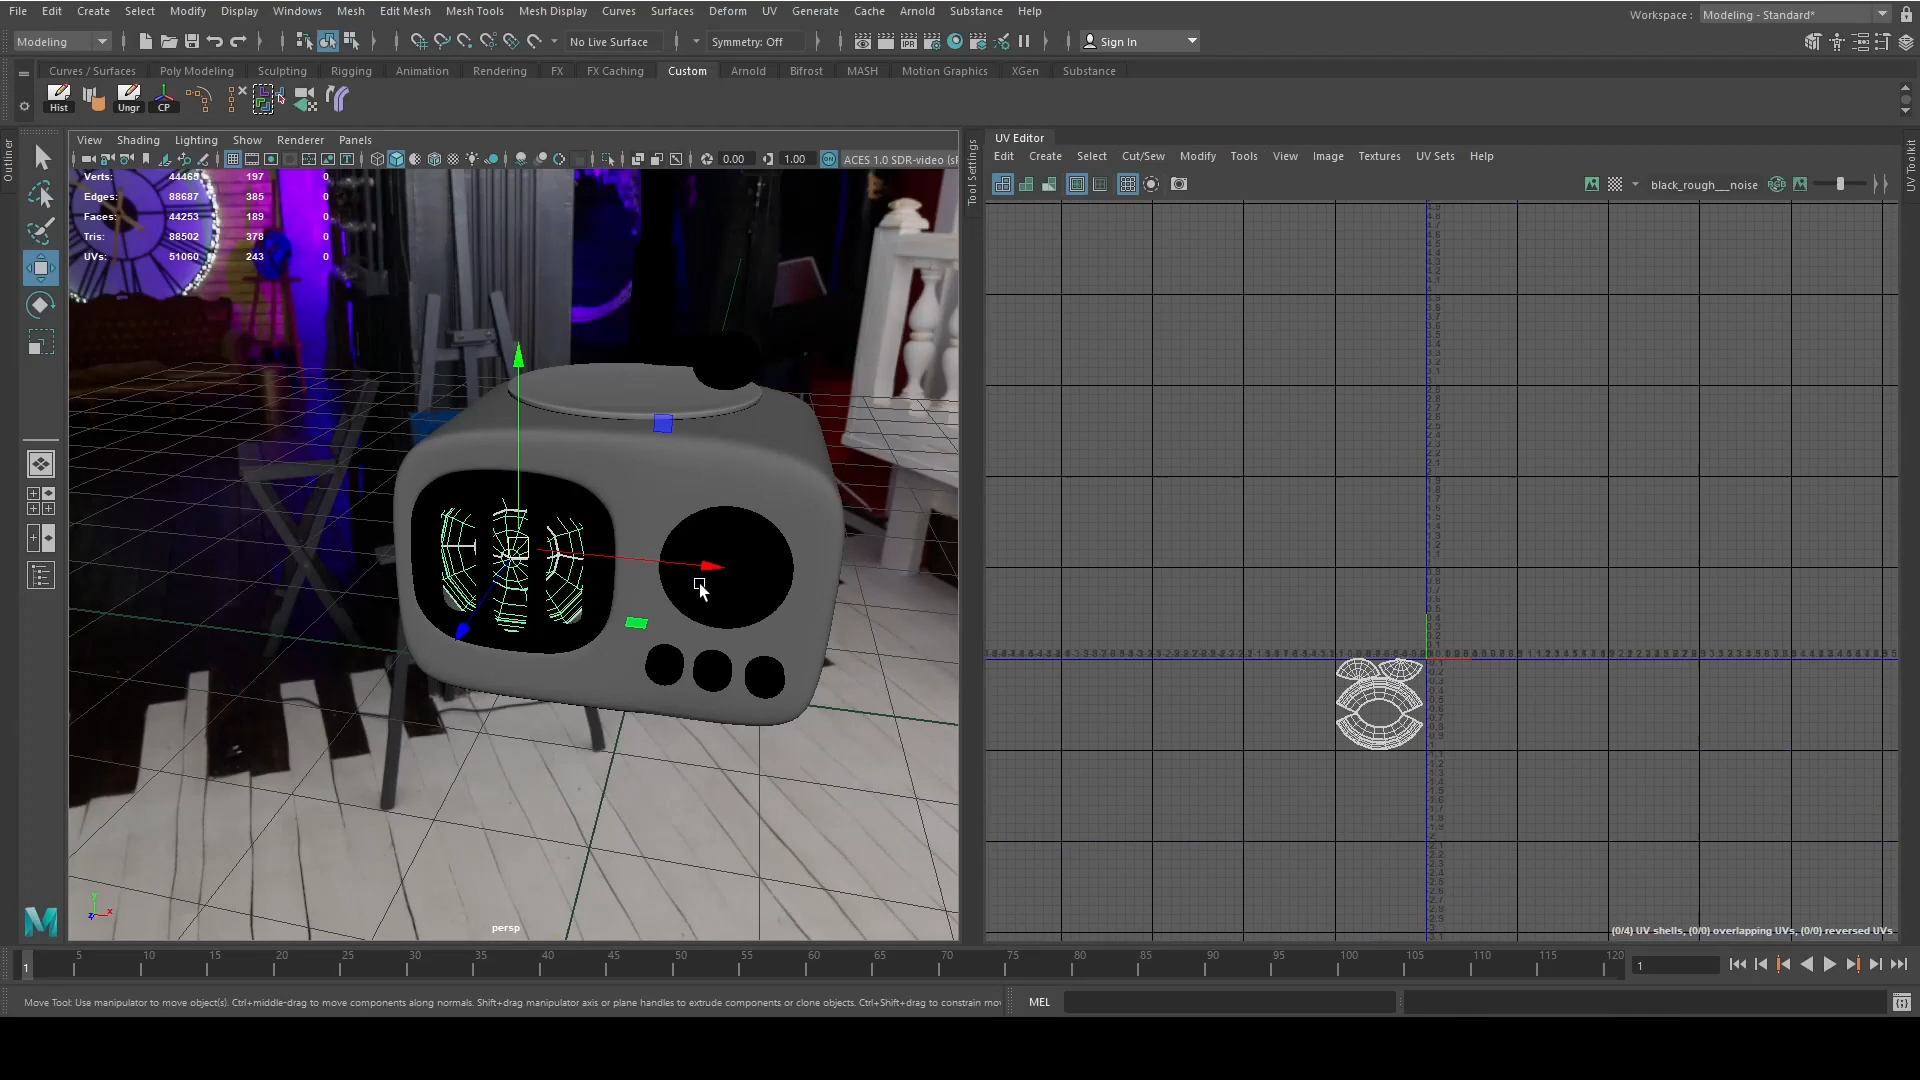 File Edit Create Select Modify Display Windows Mesh Edit Mesh Mesh Tools Mesh Display Curves Surfaces Deform UV Generate Cache Arnold Substance Help
Workspace : Modeling - Standard*
Modeling
No Live Surface
Symmetry: Off
Sign In
Curves / Surfaces Poly Modeling Sculpting Rigging Animation Rendering FX FX Caching Custom Arnold Bifrost MASH Motion Graphics XGen Substance
Hist
Ungr
CP
IPR
Outliner
View Shading Lighting Show Renderer Panels
0.00
1.00
ACES 1.0 SDR-video (sF
Verts: 44465 197 0
Edges: 88687 385 0
Faces: 44253 189 0
Tris: 88502 378 0
UVs: 51060 243 0
persp
Tool Settings
UV Editor
Edit Create Select Cut/Sew Modify Tools View Image Textures UV Sets Help
black_rough__noise
RGB
UV Toolkit
(0/4) UV shells, (0/0) overlapping UVs, (0/0) reversed UVs
1 5 10 15 20 25 30 35 40 45 50 55 60 65 70 75 80 85 90 95 100 105 110 115 120
1
Move Tool: Use manipulator to move object(s). Ctrl+middle-drag to move components along normals. Shift+drag manipulator axis or plane handles to extrude components or clone objects. Ctrl+Shift+drag to constrain mov
MEL